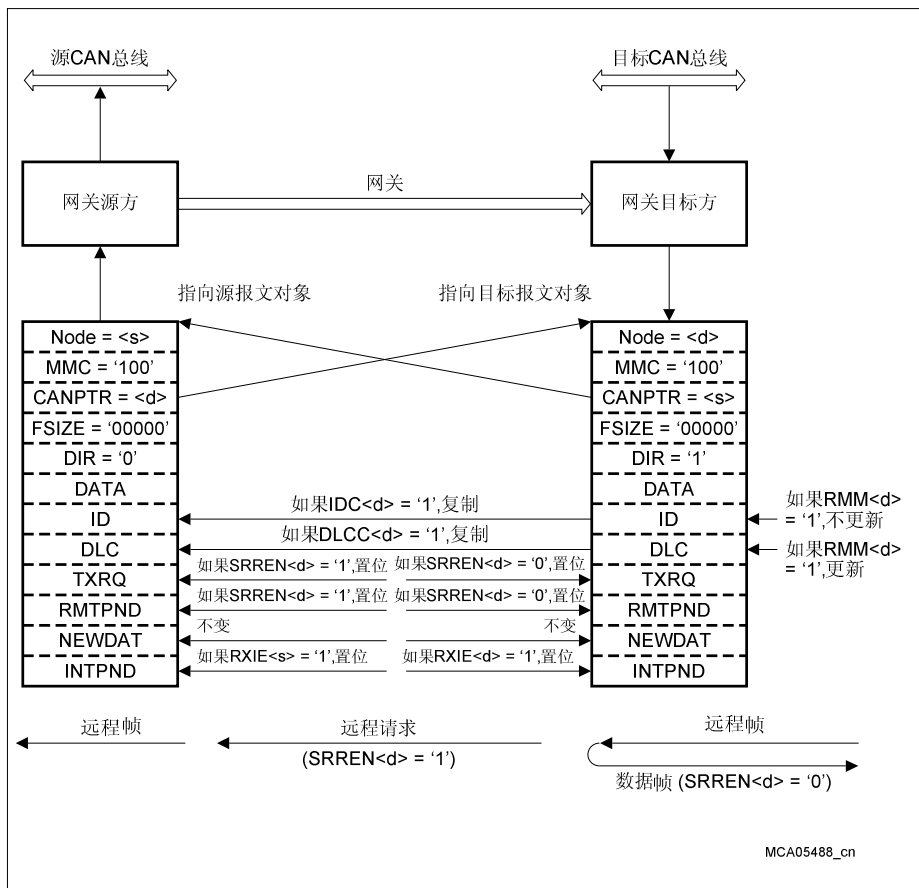 源CAN总线
目标CAN总线
网关源方
网关
网关目标方
指向源报文对象
指向目标报文对象
Node = <s>
MMC = ‘100’
CANPTR = <d>
FSIZE = ‘00000’
DIR = ‘0’
DATA
ID
DLC
TXRQ
RMTPND
NEWDAT
INTPND
如果IDC<d> = ‘1’,复制
如果DLCC<d> = ‘1’,复制
如果SRREN<d> = ‘1’,置位
如果SRREN<d> = ‘0’,置位
如果SRREN<d> = ‘1’,置位
如果SRREN<d> = ‘0’,置位
不变
不变
如果RXIE<s> = ‘1’,置位
如果RXIE<d> = ‘1’,置位
Node = <d>
MMC = ‘100’
CANPTR = <s>
FSIZE = ‘00000’
DIR = ‘1’
DATA
ID
DLC
TXRQ
RMTPND
NEWDAT
INTPND
如果RMM<d>
= ‘1’,不更新
如果RMM<d>
= ‘1’,更新
远程帧
远程请求
(SRREN<d> = ‘1’)
远程帧
数据帧 (SRREN<d> = ‘0’)
MCA05488_cn